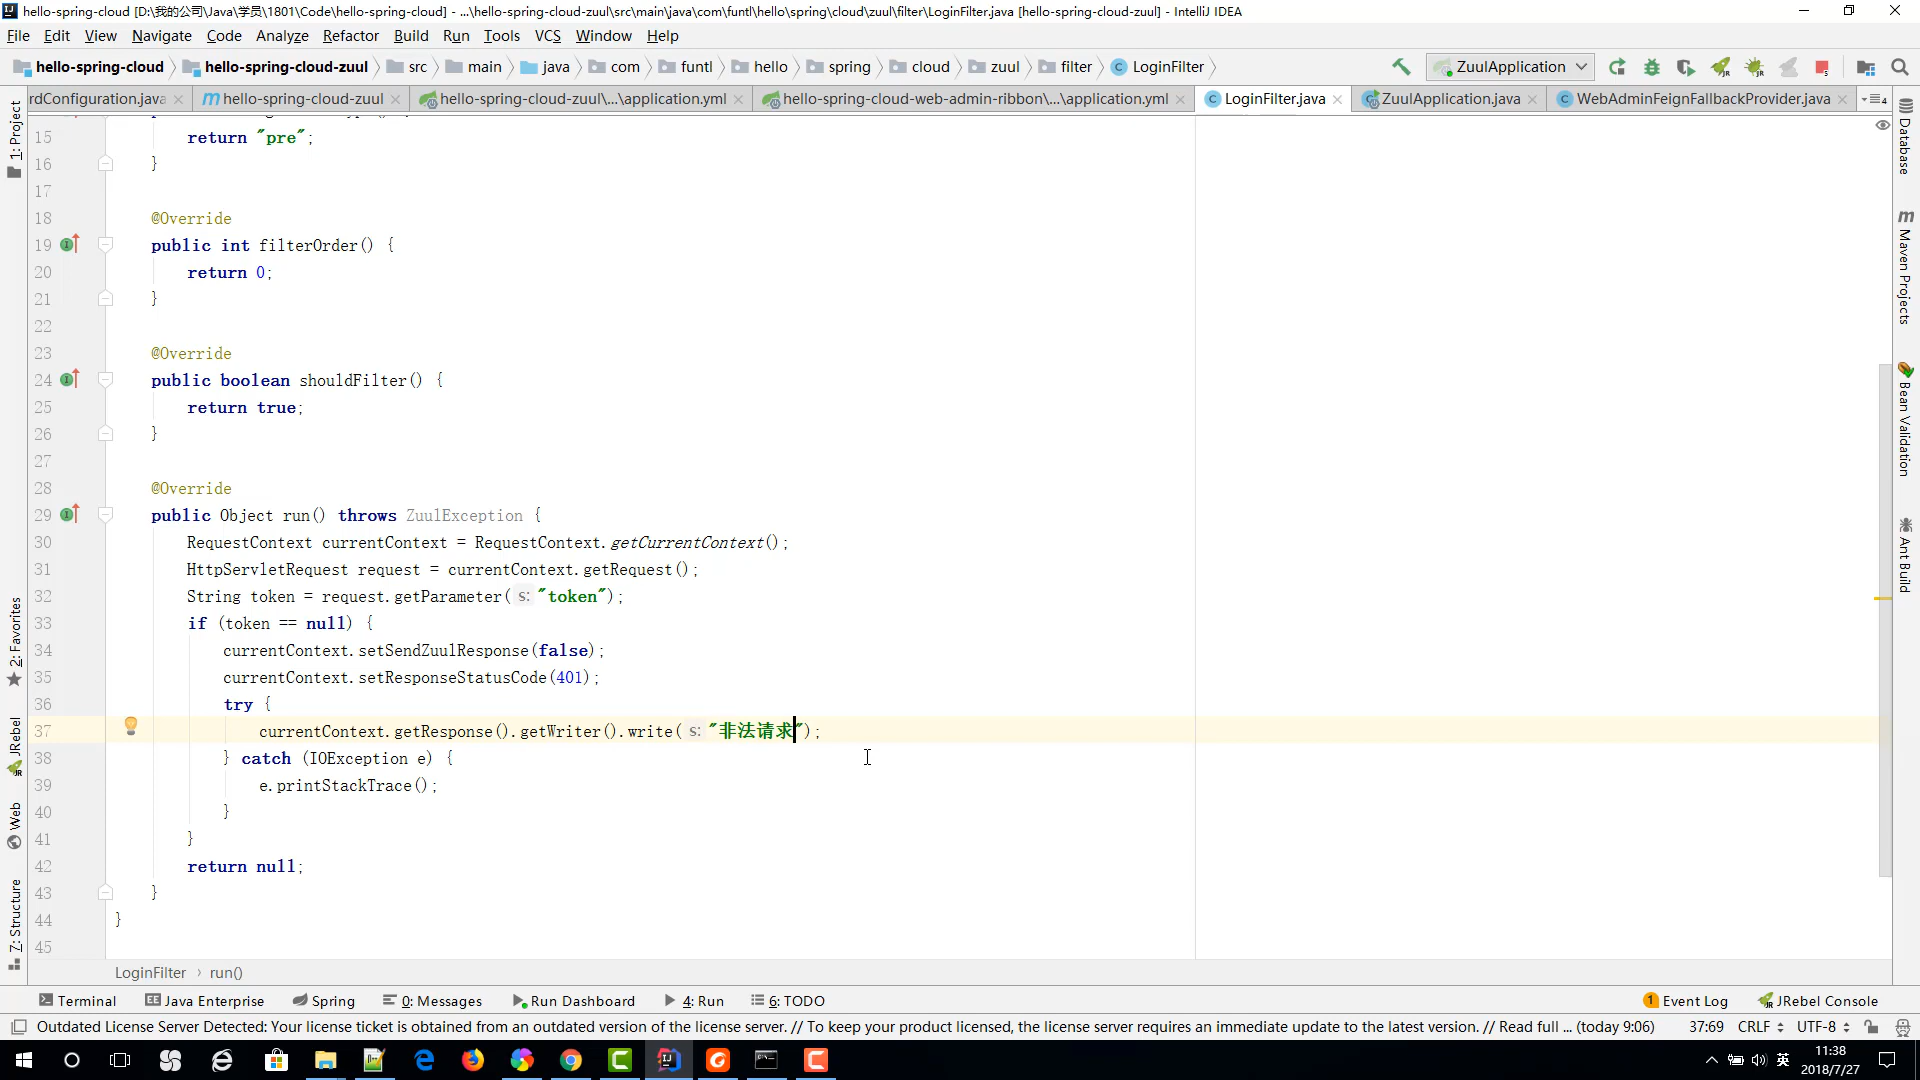 hello-spring-cloud [D:\我的公司\Java\学员\1801\Code\hello-spring-cloud] - ...\hello-spring-cloud-zuul\src\main\java\com\funtl\hello\spring\cloud\zuul\filter\LoginFilter.java [hello-spring-cloud-zuul] - IntelliJ IDEA
File Edit View Navigate Code Analyze Refactor Build Run Tools VCS Window Help
hello-spring-cloud hello-spring-cloud-zuul src main java com funtl hello spring cloud zuul filter LoginFilter ZuulApplication
rdConfiguration.java hello-spring-cloud-zuul hello-spring-cloud-zuul\...\application.yml hello-spring-cloud-web-admin-ribbon\...\application.yml LoginFilter.java ZuulApplication.java WebAdminFeignFallbackProvider.java
1: Project
2: Favorites
JRebel
Web
7: Structure
15 return "pre";
16 }
17
18 @Override
19 public int filterOrder() {
20 return 0;
21 }
22
23 @Override
24 public boolean shouldFilter() {
25 return true;
26 }
27
28 @Override
29 public Object run() throws ZuulException {
30 RequestContext currentContext = RequestContext.getCurrentContext();
31 HttpServletRequest request = currentContext.getRequest();
32 String token = request.getParameter( s: "token");
33 if (token == null) {
34 currentContext.setSendZuulResponse(false);
35 currentContext.setResponseStatusCode(401);
36 try {
37 currentContext.getResponse().getWriter().write( s: "非法请求");
38 } catch (IOException e) {
39 e.printStackTrace();
40 }
41 }
42 return null;
43 }
44 }
45
Database
Maven Projects
Bean Validation
Ant Build
LoginFilter › run()
Terminal Java Enterprise Spring 0: Messages Run Dashboard 4: Run 6: TODO 1 Event Log JRebel Console
Outdated License Server Detected: Your license ticket is obtained from an outdated version of the license server. // To keep your product licensed, the license server requires an immediate update to the latest version. // Read full ... (today 9:06) 37:69 CRLF UTF-8
英
11:38
2018/7/27